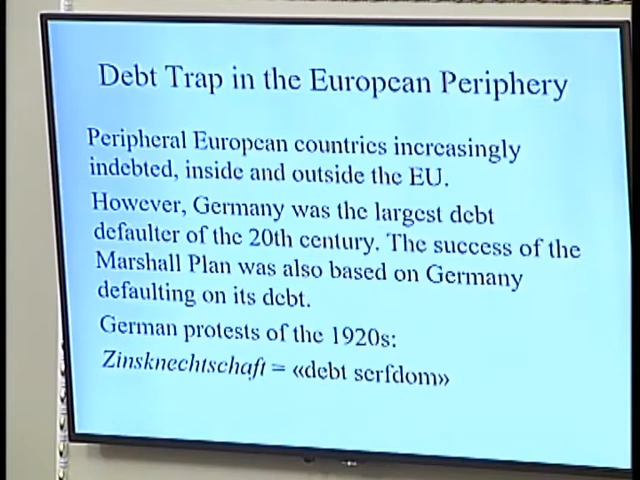 Debt Trap in the European Periphery
Peripheral European countries increasingly
indebted, inside and outside the EU.
However, Germany was the largest debt
defaulter of the 20th century. The success of the
Marshall Plan was also based on Germany
defaulting on its debt.
German protests of the 1920s:
Zinsknechtschaft = «debt serfdom»